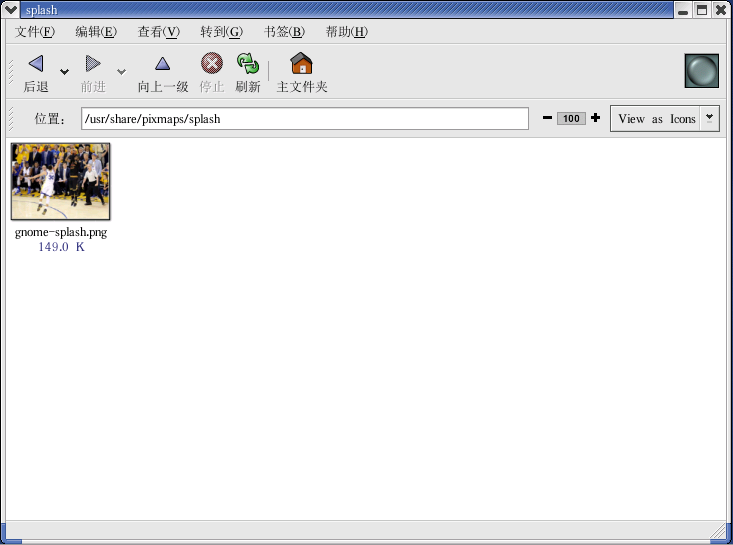 splash
文件(F) 编辑(E) 查看(V) 转到(G) 书签(B) 帮助(H)
后退 前进 向上一级 停止 刷新 主文件夹
位置: /usr/share/pixmaps/splash 100 View as Icons
gnome-splash.png
149.0 K